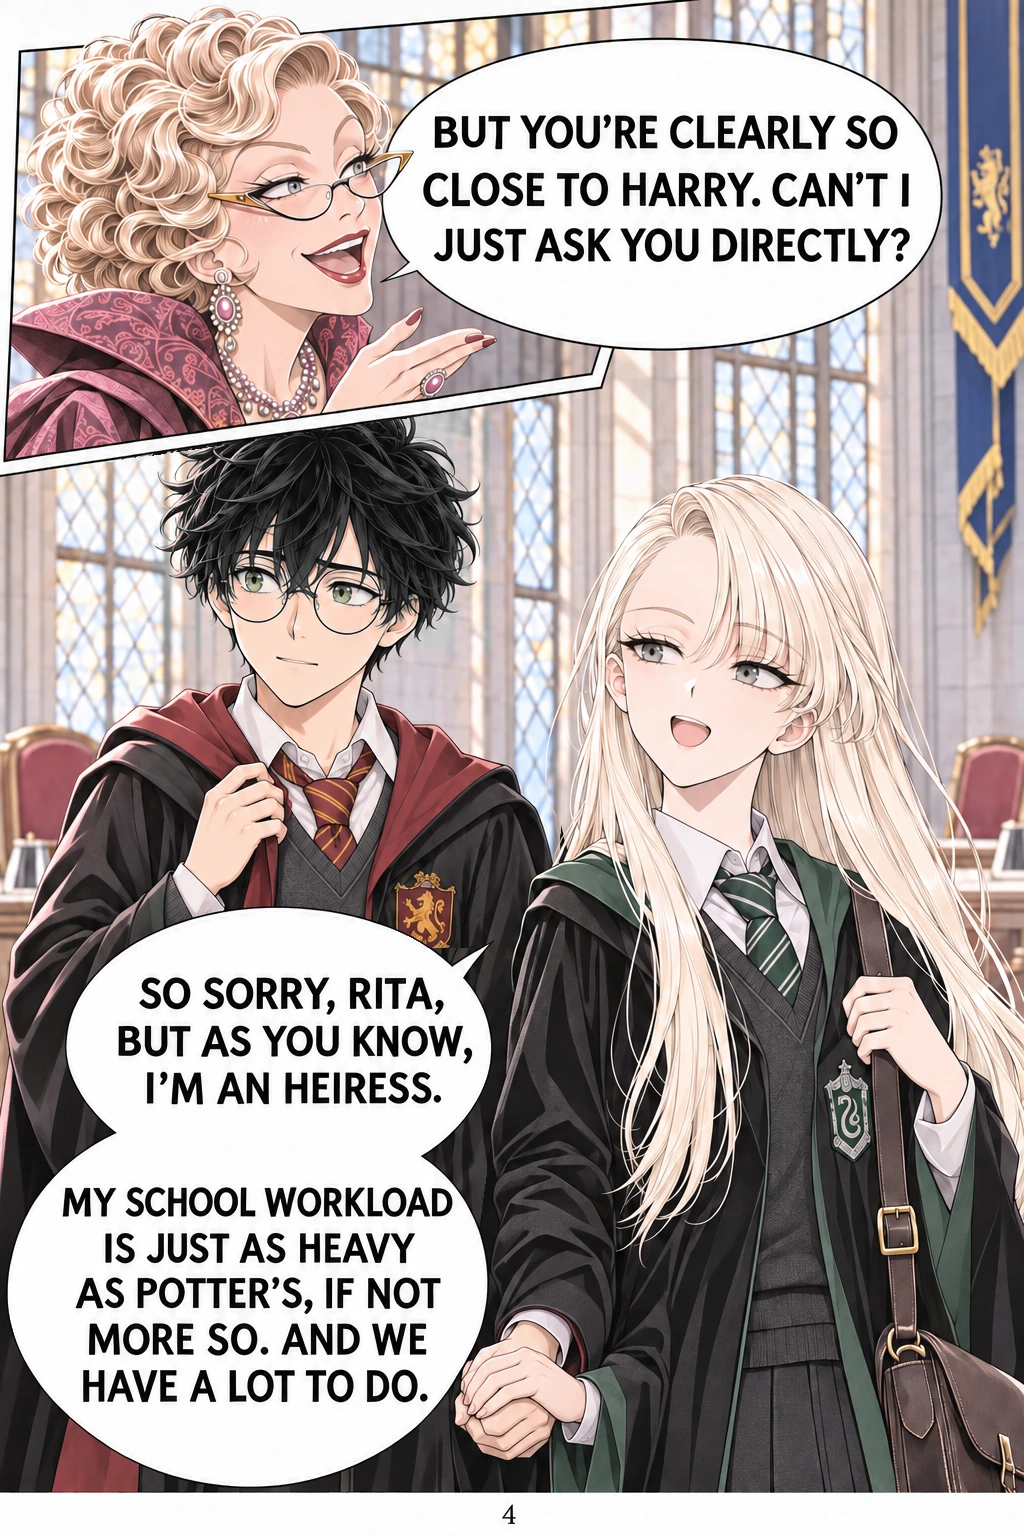 BUT YOU'RE CLEARLY SO
CLOSE TO HARRY. CAN'T I
JUST ASK YOU DIRECTLY?
SO SORRY, RITA,
BUT AS YOU KNOW,
I'M AN HEIRESS.
MY SCHOOL WORKLOAD
IS JUST AS HEAVY
AS POTTER'S, IF NOT
MORE SO. AND WE
HAVE A LOT TO DO.
4